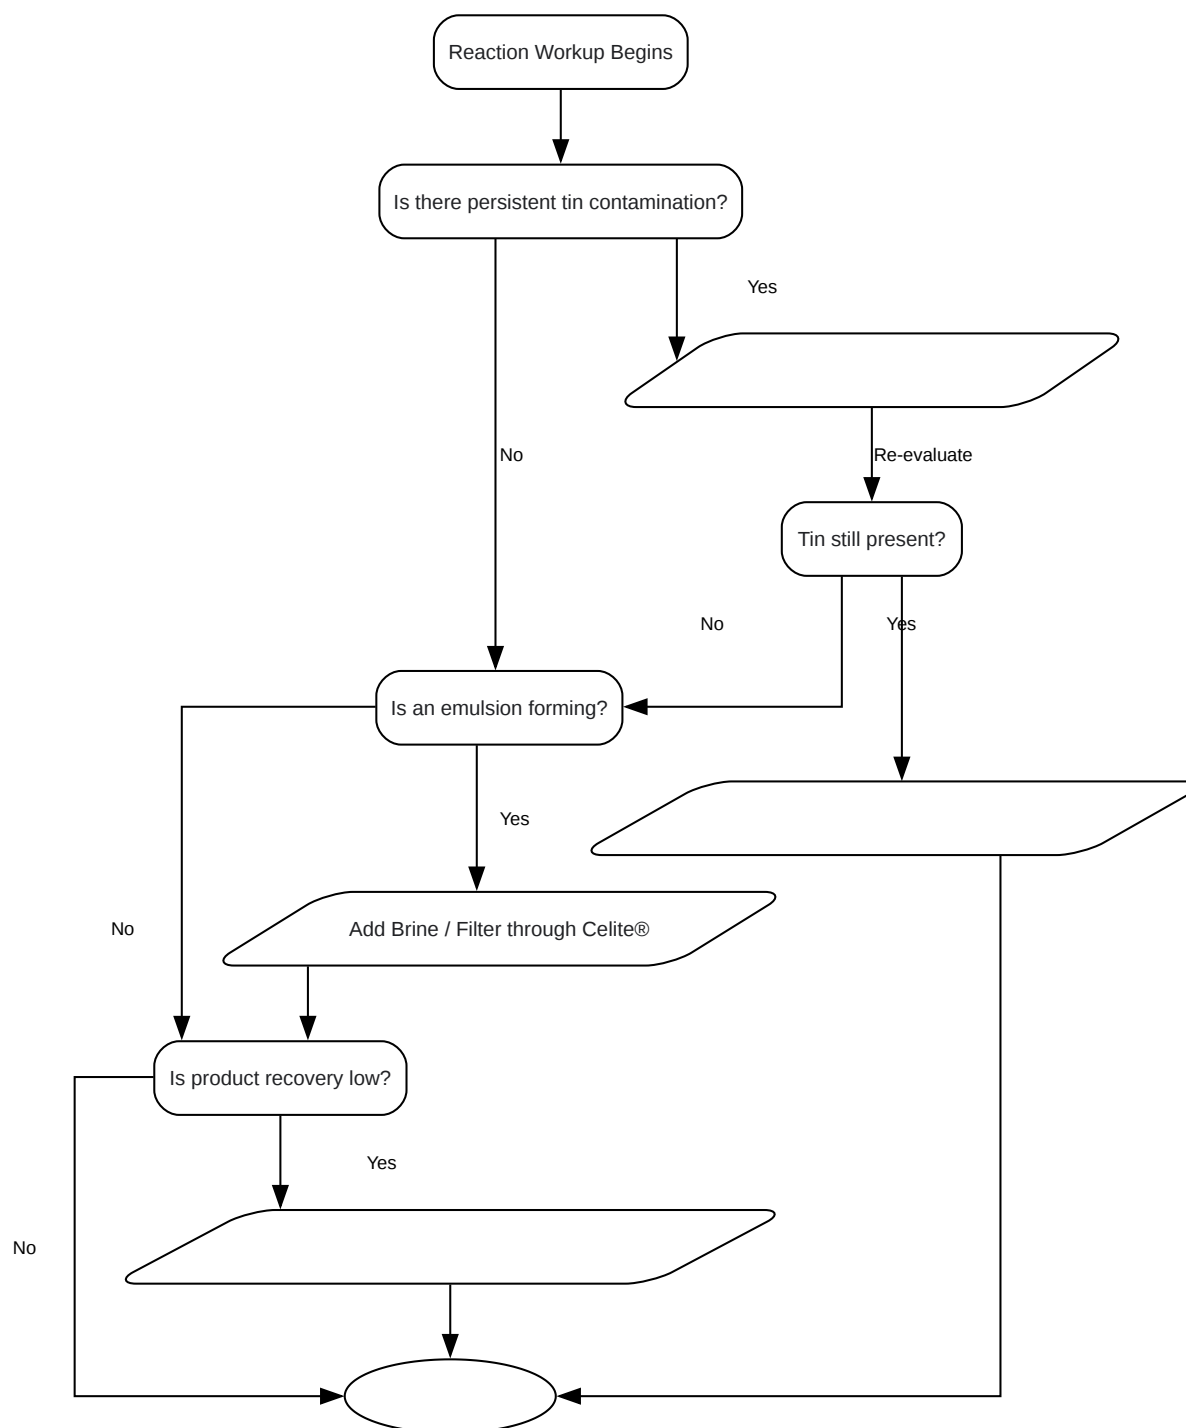 Reaction Workup Begins
Is there persistent tin contamination?
Yes
No
Re-evaluate
Tin still present?
No
Yes
Is an emulsion forming?
Yes
No
Add Brine / Filter through Celite®
Is product recovery low?
Yes
No